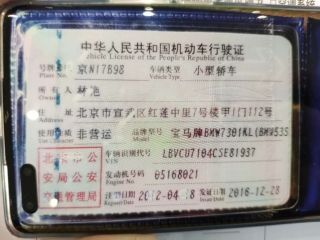 中华人民共和国机动车行驶证
Vehicle License of the People's Republic of China
号牌号码 京N17B98 车辆类型 小型轿车
Plate No. Vehicle Type
所有人 林
住址 北京市宣武区红莲中里7号楼甲1门112号
使用性质 非营运 品牌型号 宝马牌BMW7301KL(BMW535
北京市公
安局公安
交通管理局
车辆识别代号 LBVCU7104CSE81937
VIN
发动机号码 05168021
Engine No.
注册日期 2012-04-18 发证日期 2016-12-28
Register Date Issue Date